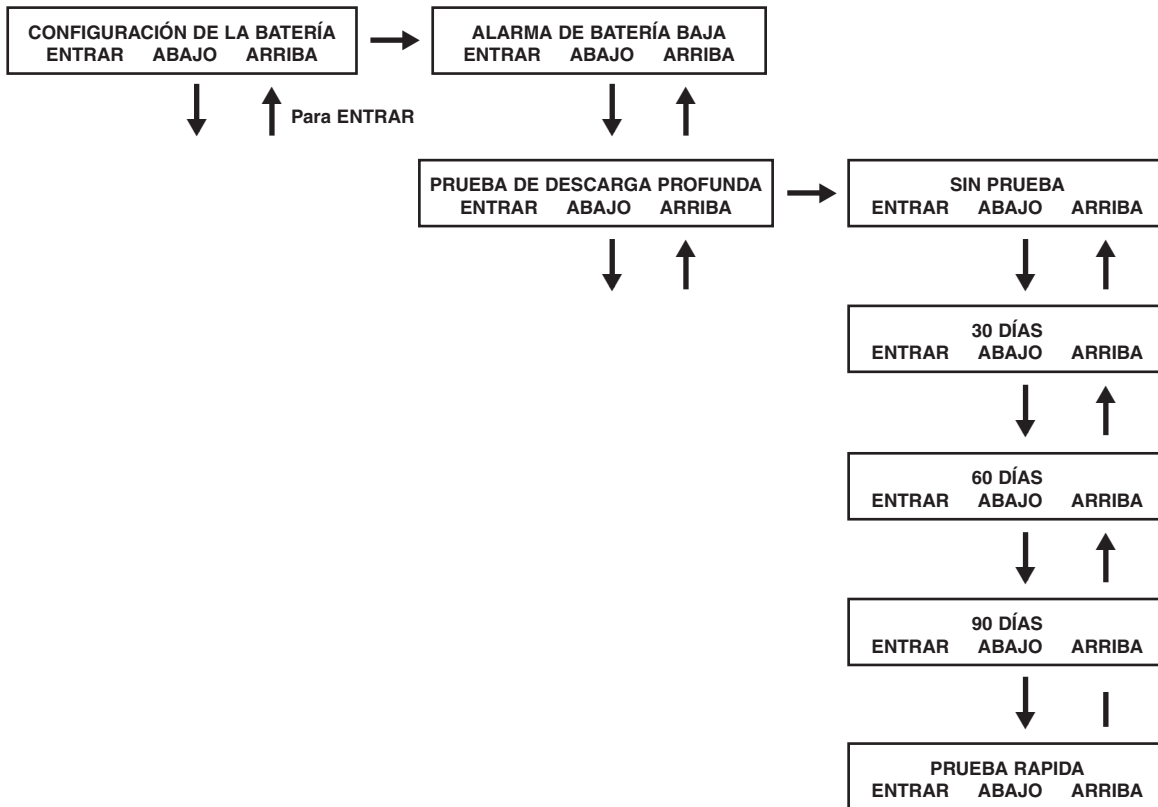 CONFIGURACIÓN DE LA BATERÍA
ENTRAR ABAJO ARRIBA
ALARMA DE BATERÍA BAJA
ENTRAR ABAJO ARRIBA
Para ENTRAR
PRUEBA DE DESCARGA PROFUNDA
ENTRAR ABAJO ARRIBA
SIN PRUEBA
ENTRAR ABAJO ARRIBA
30 DÍAS
ENTRAR ABAJO ARRIBA
60 DÍAS
ENTRAR ABAJO ARRIBA
90 DÍAS
ENTRAR ABAJO ARRIBA
PRUEBA RAPIDA
ENTRAR ABAJO ARRIBA